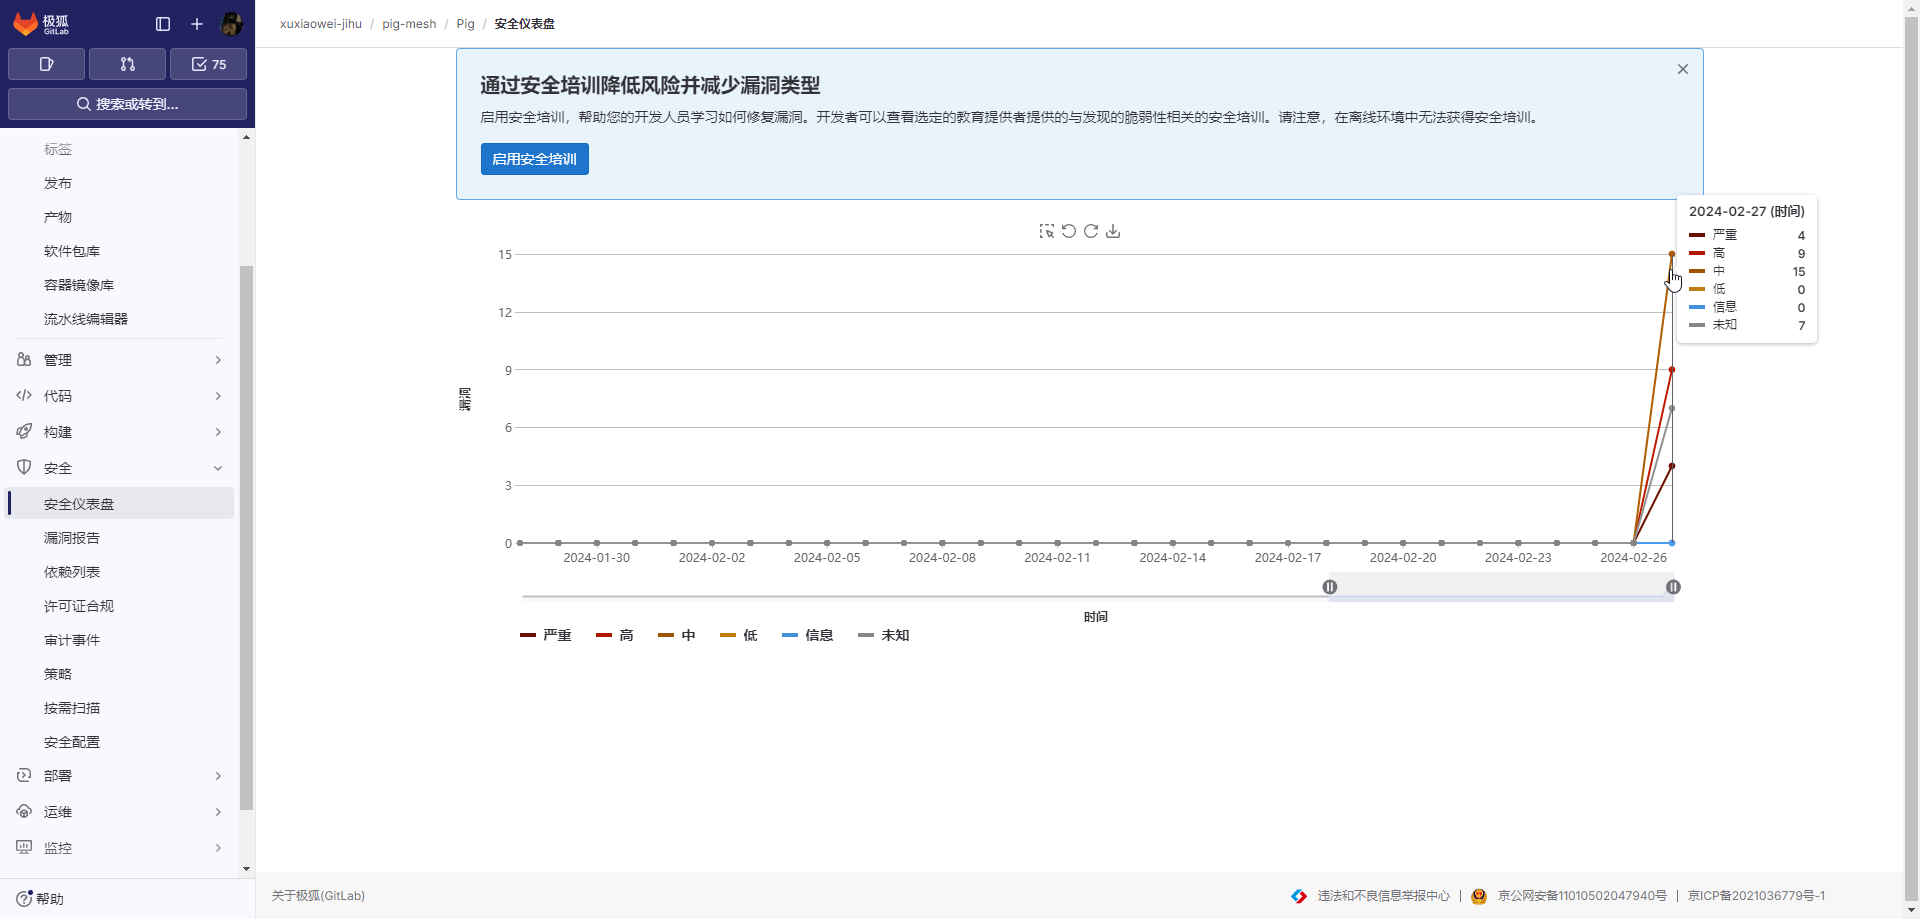 极狐
GitLab
75
搜索或转到...
标签
发布
产物
软件包库
容器镜像库
流水线编辑器
管理
代码
构建
安全
安全仪表盘
漏洞报告
依赖列表
许可证合规
审计事件
策略
按需扫描
安全配置
部署
运维
监控
帮助
xuxiaowei-jihu / pig-mesh / Pig / 安全仪表盘
通过安全培训降低风险并减少漏洞类型
启用安全培训，帮助您的开发人员学习如何修复漏洞。开发者可以查看选定的教育提供者提供的与发现的脆弱性相关的安全培训。请注意，在离线环境中无法获得安全培训。
启用安全培训
2024-02-27 (时间)
严重 4
高 9
中 15
低 0
信息 0
未知 7
15
12
9
6
3
0
漏洞
2024-01-30 2024-02-02 2024-02-05 2024-02-08 2024-02-11 2024-02-14 2024-02-17 2024-02-20 2024-02-23 2024-02-26
时间
严重 高 中 低 信息 未知
关于极狐(GitLab)
违法和不良信息举报中心 | 京公网安备11010502047940号 | 京ICP备2021036779号-1